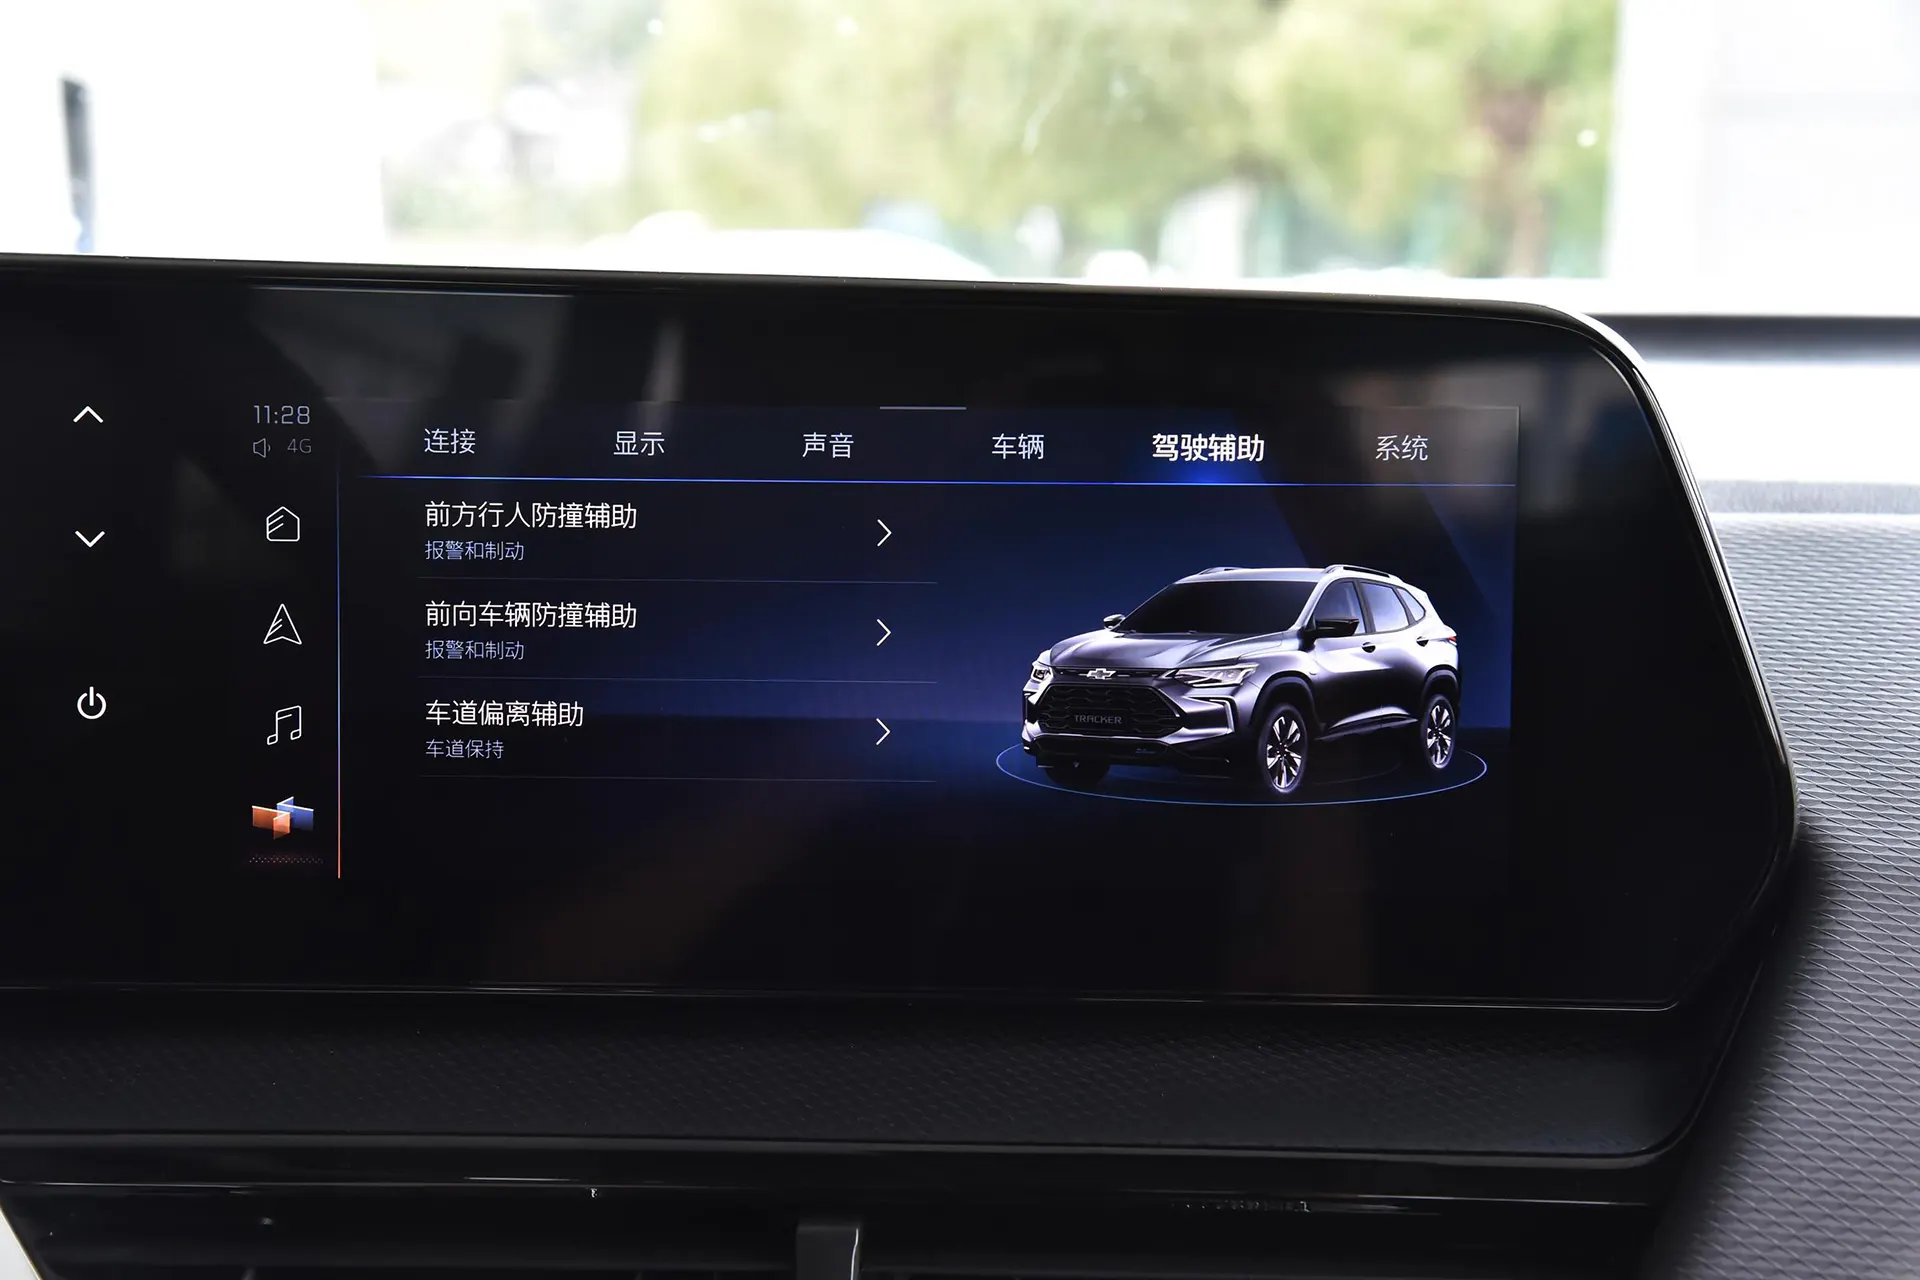 11:28
4G
连接
显示
声音
车辆
驾驶辅助
系统
前方行人防撞辅助
报警和制动
前向车辆防撞辅助
报警和制动
车道偏离辅助
车道保持
TRACKER